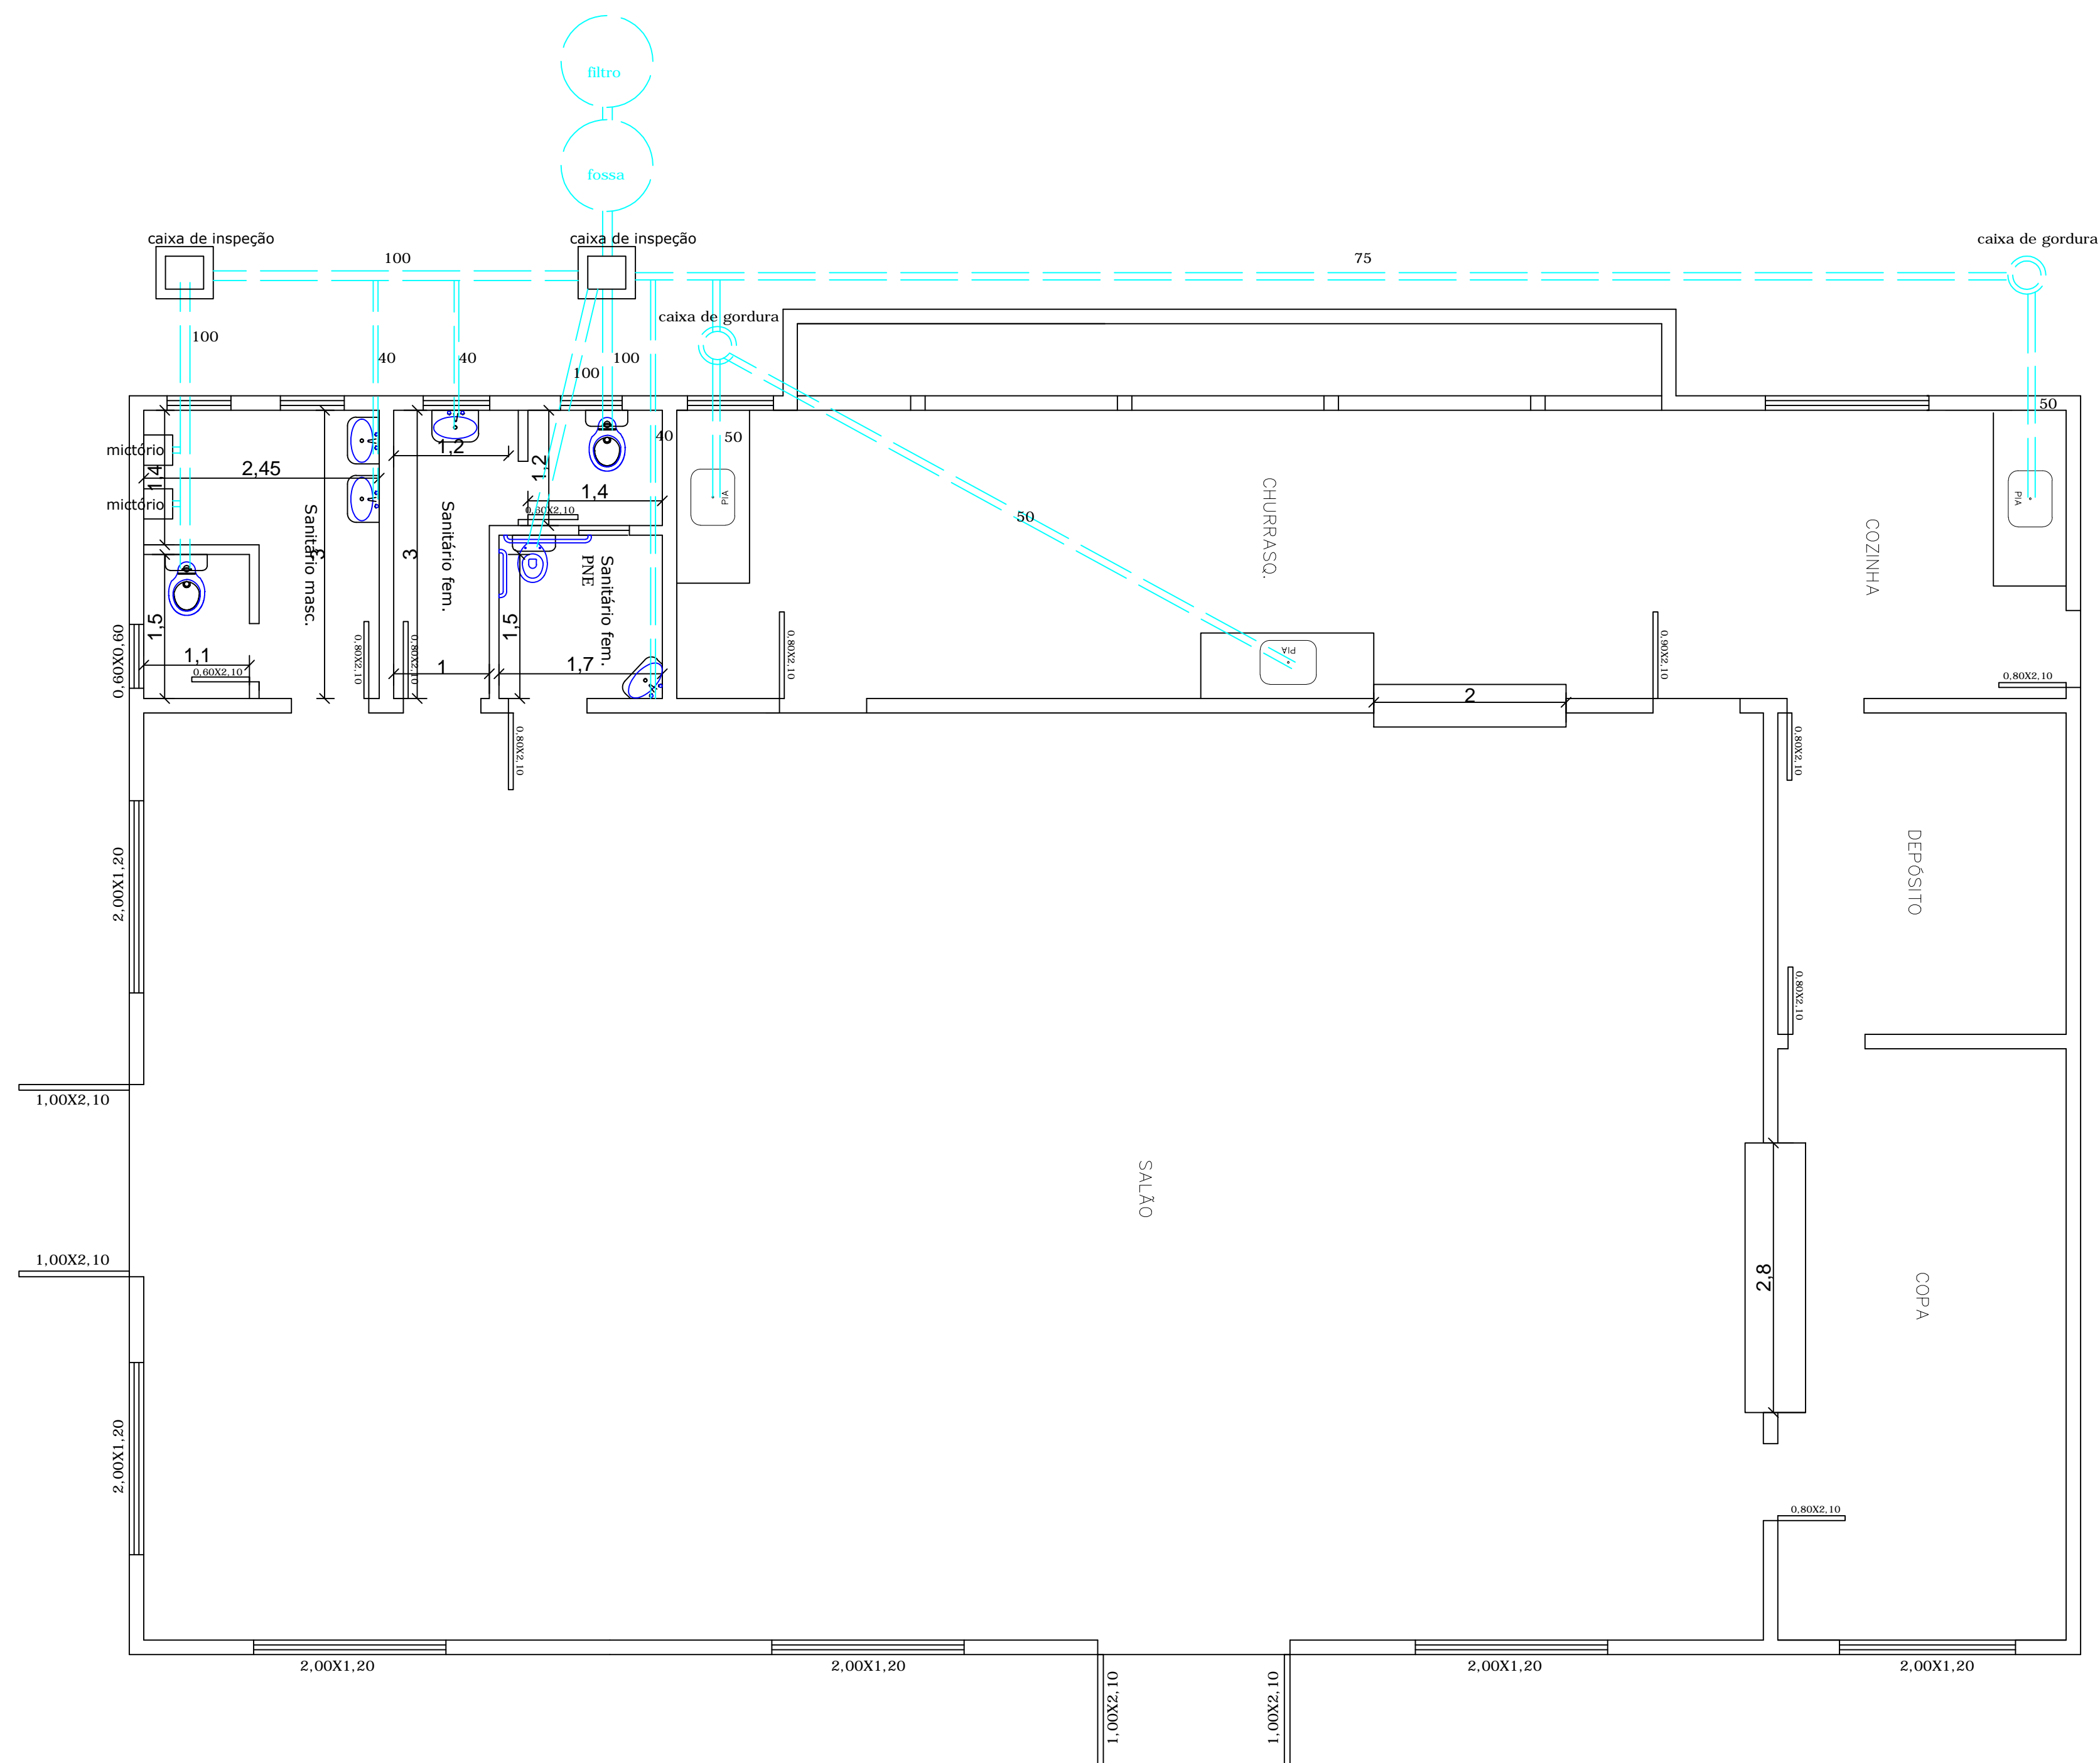 filtro
fossa
caixa de inspeção
caixa de inspeção
caixa de gordura
100
75
caixa de gordura
100
40
40
100
100
50
mictório
1,4
2,45
1,2
1,2
40
50
mictório
1,4
0,60X2,10
PIA
PIA
50
CHURRASQ.
COZINHA
Sanitário masc.
3
3
Sanitário fem.
Sanitário fem.
PNE
1,5
1,5
0,60X0,60
1,1
0,60X2,10
0,80X2,10
0,80X2,10
1
1,7
0,80X2,10
PIA
0,90X2,10
0,80X2,10
2
0,80X2,10
0,80X2,10
2,00X1,20
DEPÓSITO
0,80X2,10
1,00X2,10
SALÃO
1,00X2,10
2,8
COPA
2,00X1,20
0,80X2,10
2,00X1,20
2,00X1,20
2,00X1,20
2,00X1,20
1,00X2,10
1,00X2,10